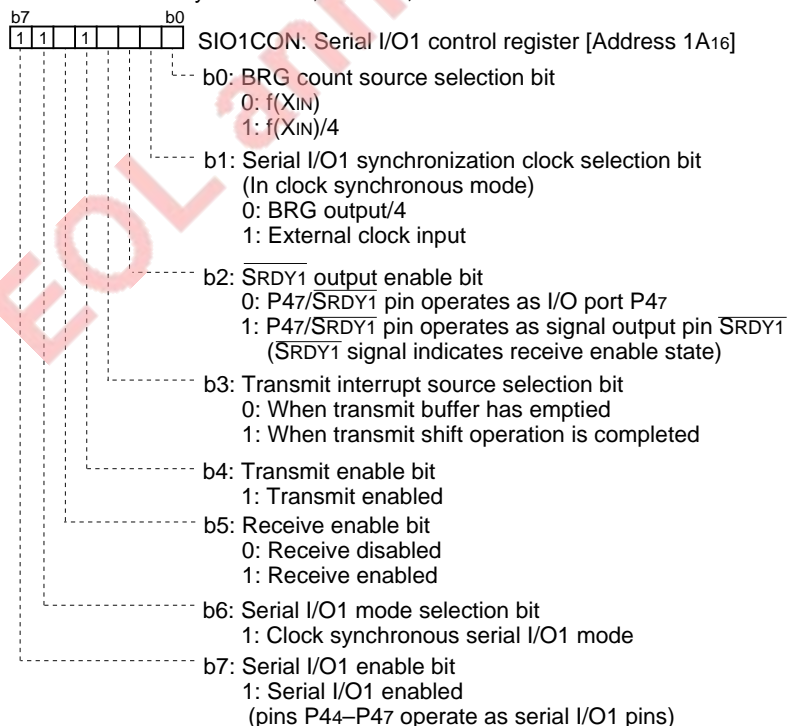 b7 b0
1 1 1 SIO1CON: Serial I/O1 control register [Address 1A16]
b0: BRG count source selection bit
0: f(XIN)
1: f(XIN)/4
b1: Serial I/O1 synchronization clock selection bit
(In clock synchronous mode)
0: BRG output/4
1: External clock input
b2: SRDY1 output enable bit
0: P47/SRDY1 pin operates as I/O port P47
1: P47/SRDY1 pin operates as signal output pin SRDY1
(SRDY1 signal indicates receive enable state)
b3: Transmit interrupt source selection bit
0: When transmit buffer has emptied
1: When transmit shift operation is completed
b4: Transmit enable bit
1: Transmit enabled
b5: Receive enable bit
0: Receive disabled
1: Receive enabled
b6: Serial I/O1 mode selection bit
1: Clock synchronous serial I/O1 mode
b7: Serial I/O1 enable bit
1: Serial I/O1 enabled
(pins P44–P47 operate as serial I/O1 pins)
EOL